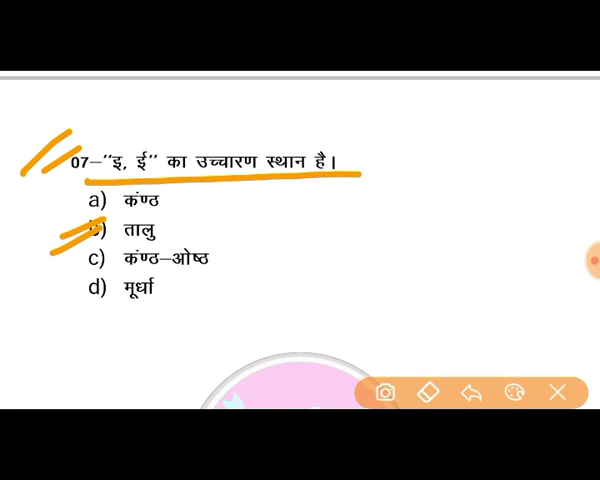 07–"इ, ई" का उच्चारण स्थान है।
a) कंण्ठ
b) तालु
c) कंण्ठ–ओष्ठ
d) मूर्धा